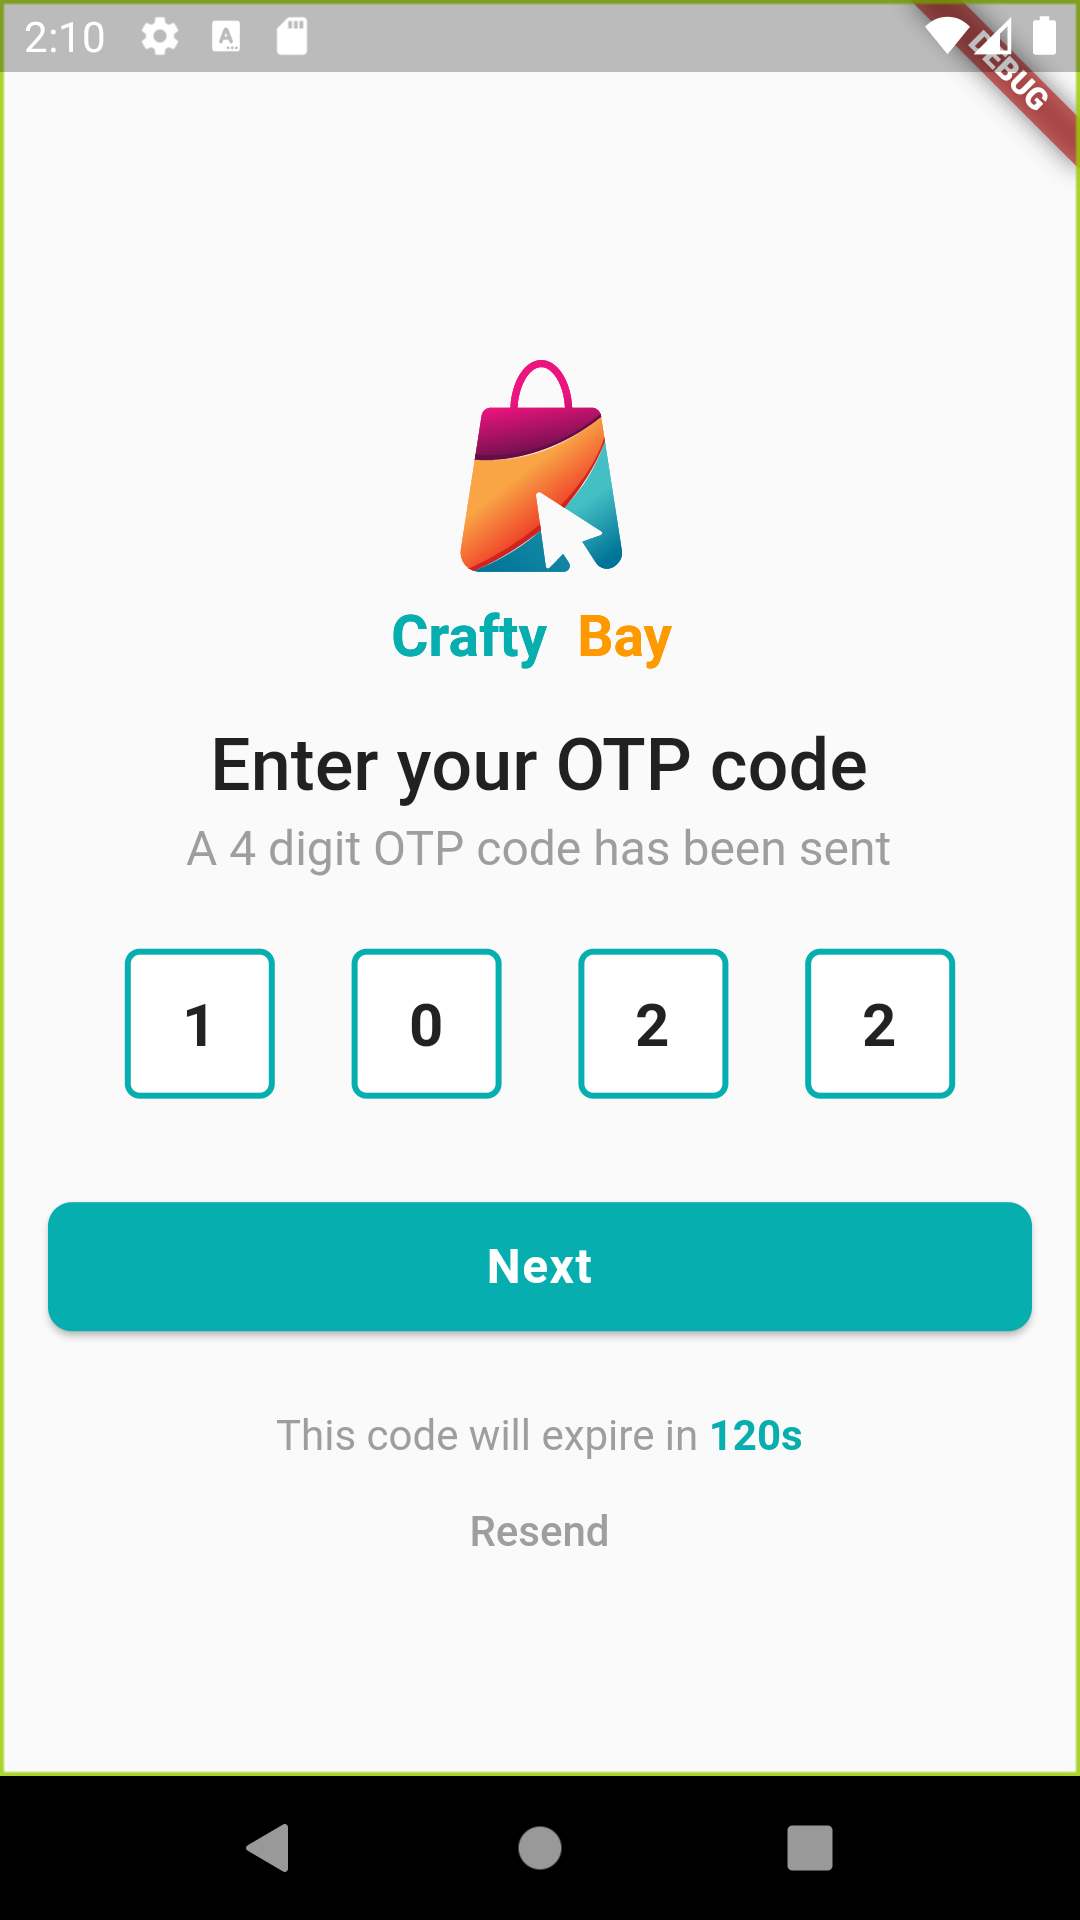 2:10
DEBUG
Crafty Bay
Enter your OTP code
A 4 digit OTP code has been sent
1 0 2 2
Next
This code will expire in 120s
Resend